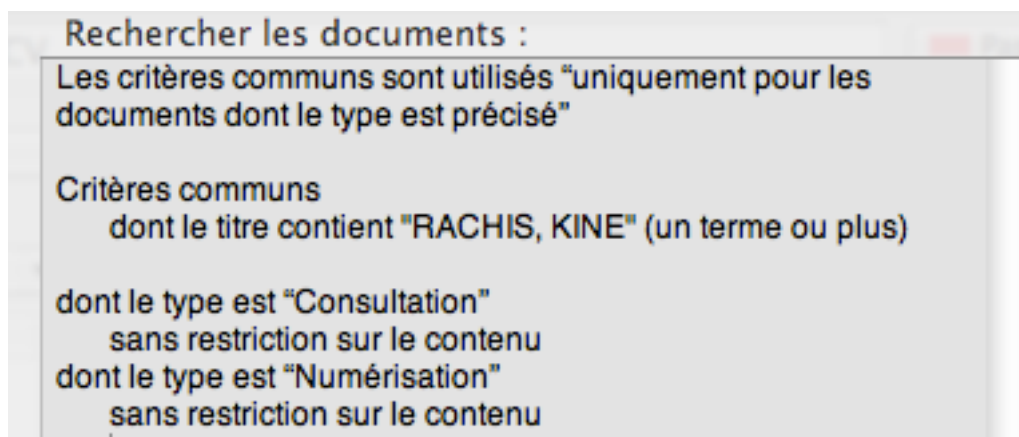 Rechercher les documents :
Les critères communs sont utilisés “uniquement pour les
documents dont le type est précisé”
Critères communs
dont le titre contient "RACHIS, KINE" (un terme ou plus)
dont le type est “Consultation”
sans restriction sur le contenu
dont le type est “Numérisation”
sans restriction sur le contenu